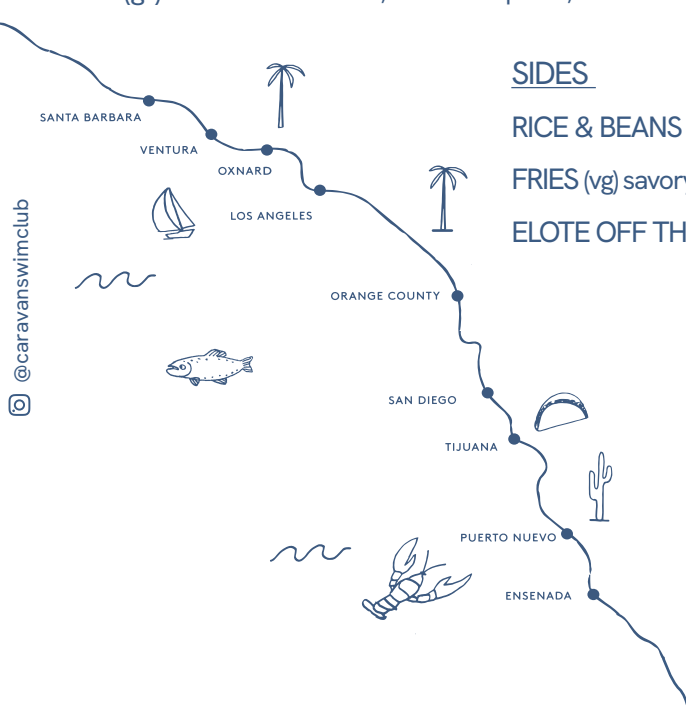 SANTA BARBARA
VENTURA
OXNARD
LOS ANGELES
ORANGE COUNTY
SAN DIEGO
TIJUANA
PUERTO NUEVO
ENSENADA
@caravanswimclub
SIDES
RICE & BEANS
FRIES (vg) savory
ELOTE OFF TH